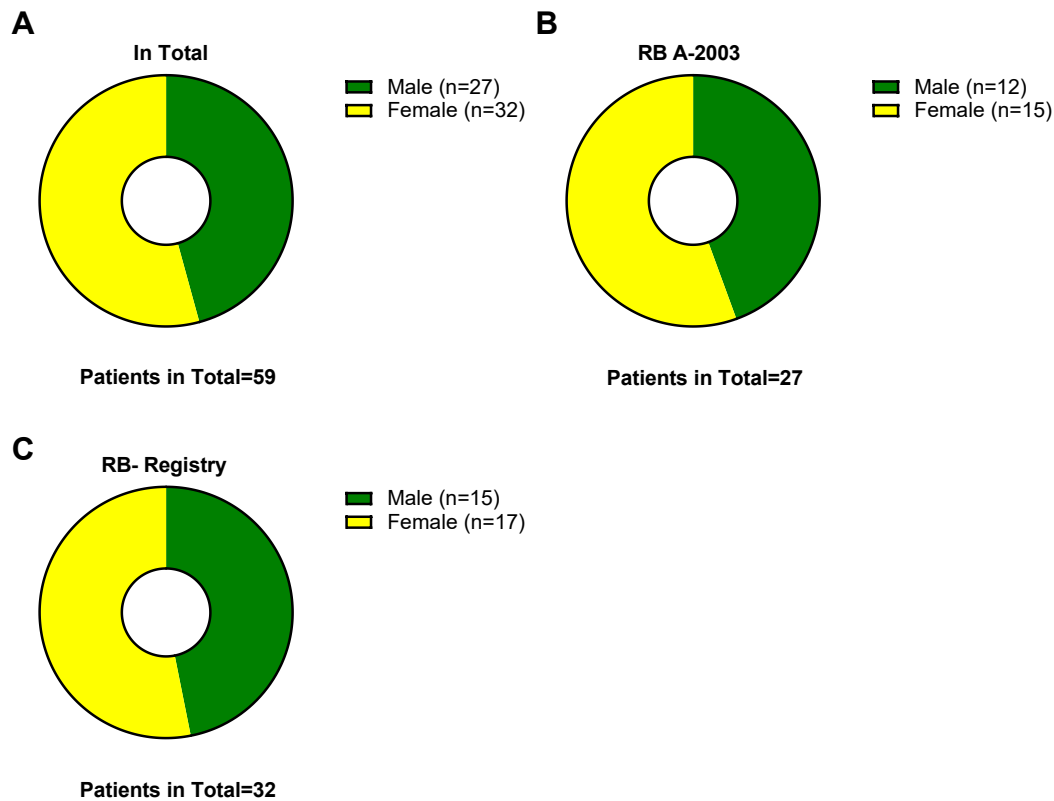 A
In Total
Male (n=27)
Female (n=32)
Patients in Total=59
B
RB A-2003
Male (n=12)
Female (n=15)
Patients in Total=27
C
RB- Registry
Male (n=15)
Female (n=17)
Patients in Total=32